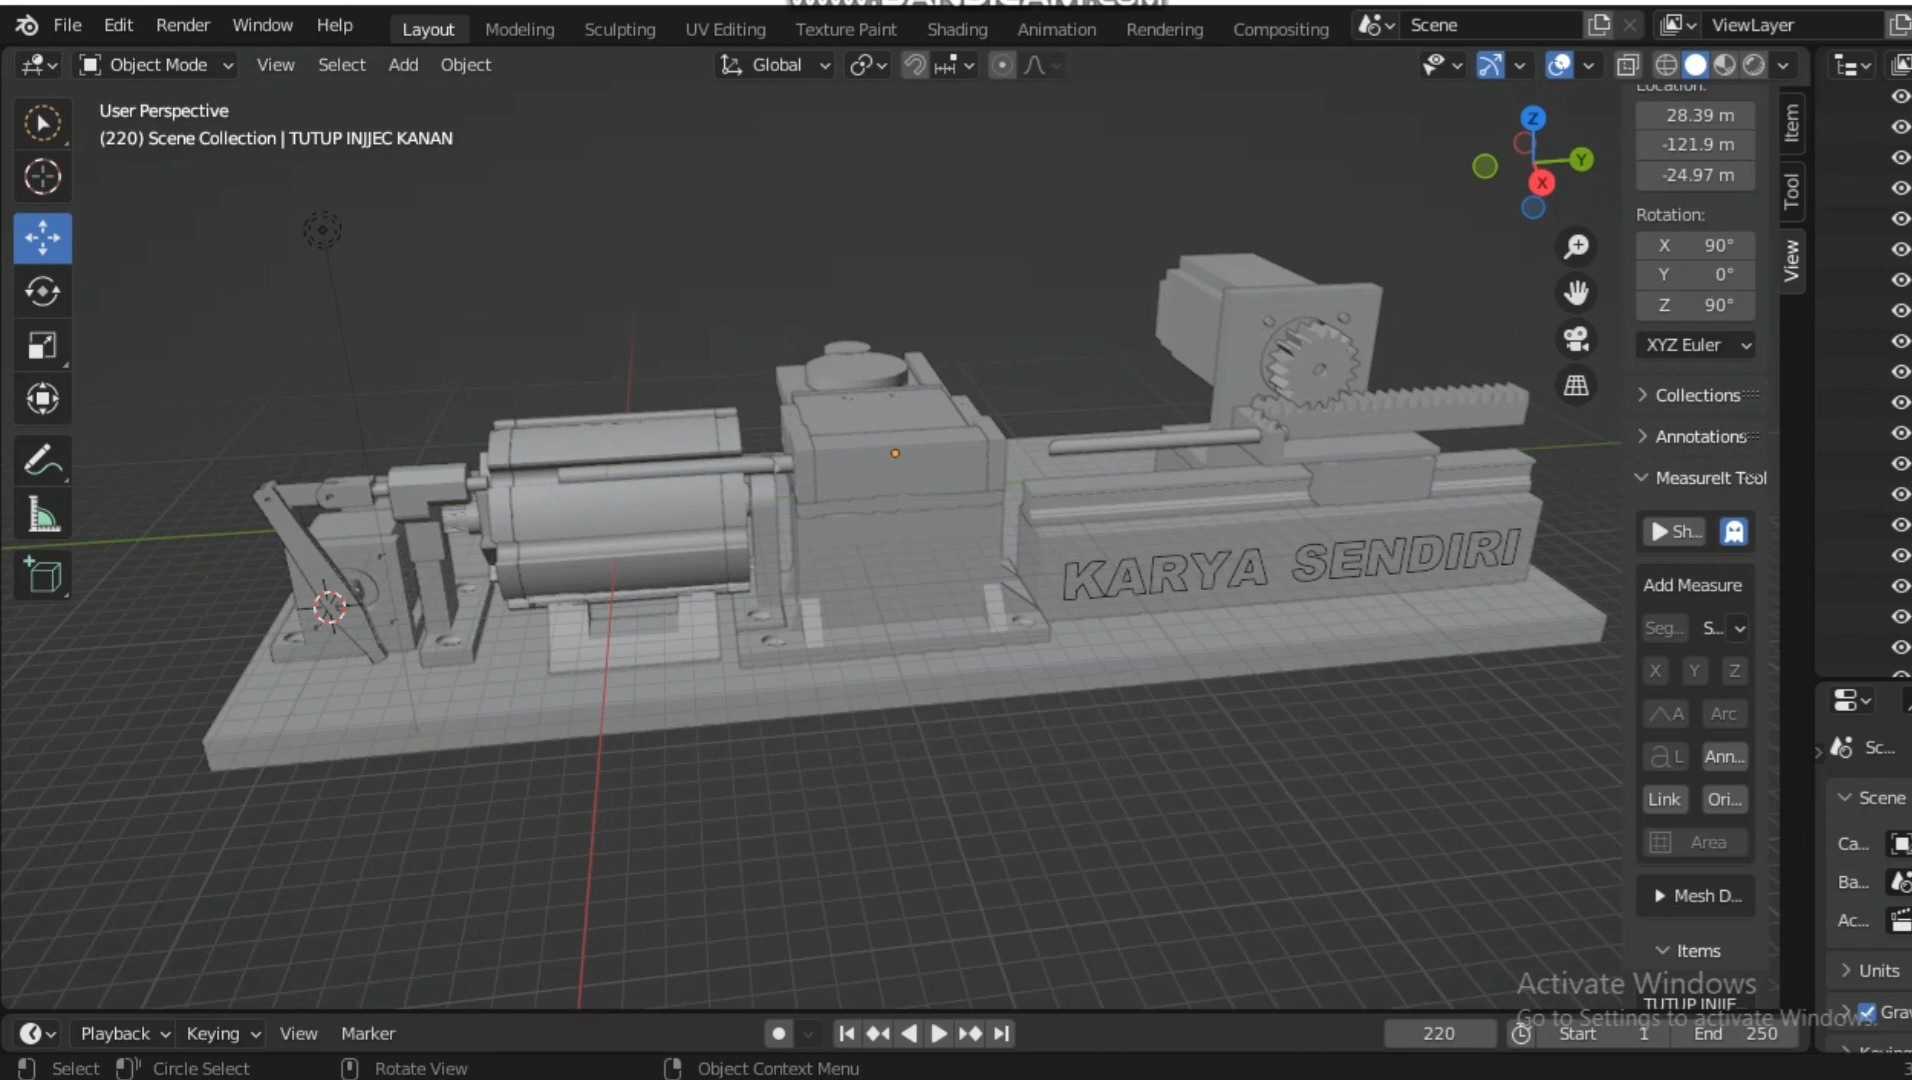 File Edit Render Window Help Layout Modeling Sculpting UV Editing Texture Paint Shading Animation Rendering Compositing Scene ViewLayer
Object Mode View Select Add Object Global
User Perspective
(220) Scene Collection | TUTUP INJJEC KANAN
Location:
28.39 m
-121.9 m
-24.97 m
Rotation:
X 90°
Y 0°
Z 90°
XYZ Euler
Collections
Annotations
MeasureIt Tool
Sh...
Add Measure
Seg... S...
X Y Z
A Arc
L Ann...
Link Ori...
Area
Mesh D...
Items
TUTUP INJE
Item
Tool
View
Z
Y
X
KARYA SENDIRI
Sc...
Scene
Ca...
Ba...
Ac...
Units
Grav
Activate Windows
Go to Settings to activate Windows.
Playback Keying View Marker 220 Start 1 End 250
Select Circle Select Rotate View Object Context Menu